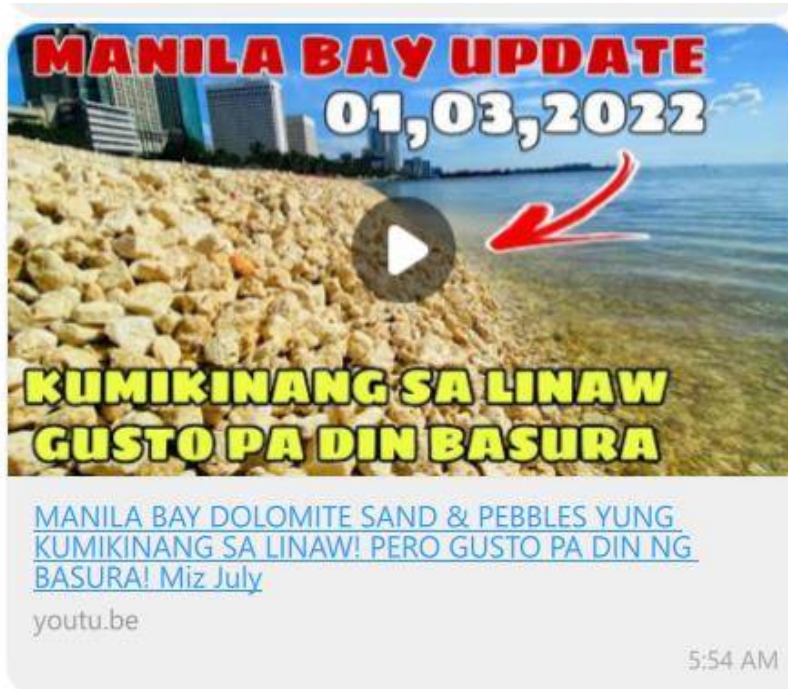 MANILA BAY UPDATE
01,03,2022
KUMIKINANG SA LINAW
GUSTO PA DIN BASURA
MANILA BAY DOLOMITE SAND & PEBBLES YUNG
KUMIKINANG SA LINAW! PERO GUSTO PA DIN NG
BASURA! Miz July
youtu.be
5:54 AM